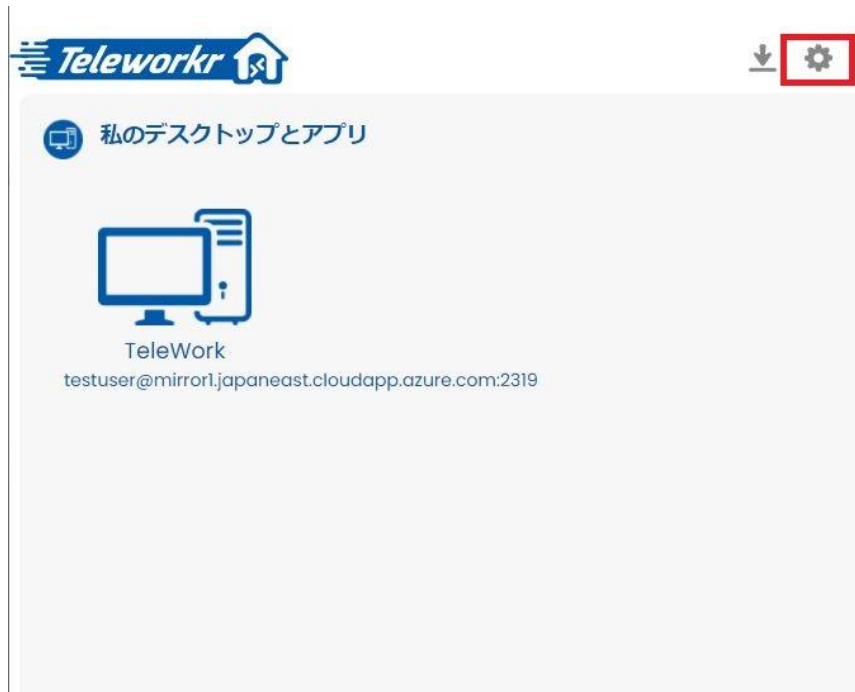 Teleworkr
私のデスクトップとアプリ
TeleWork
testuser@mirror1.japaneast.cloudapp.azure.com:2319